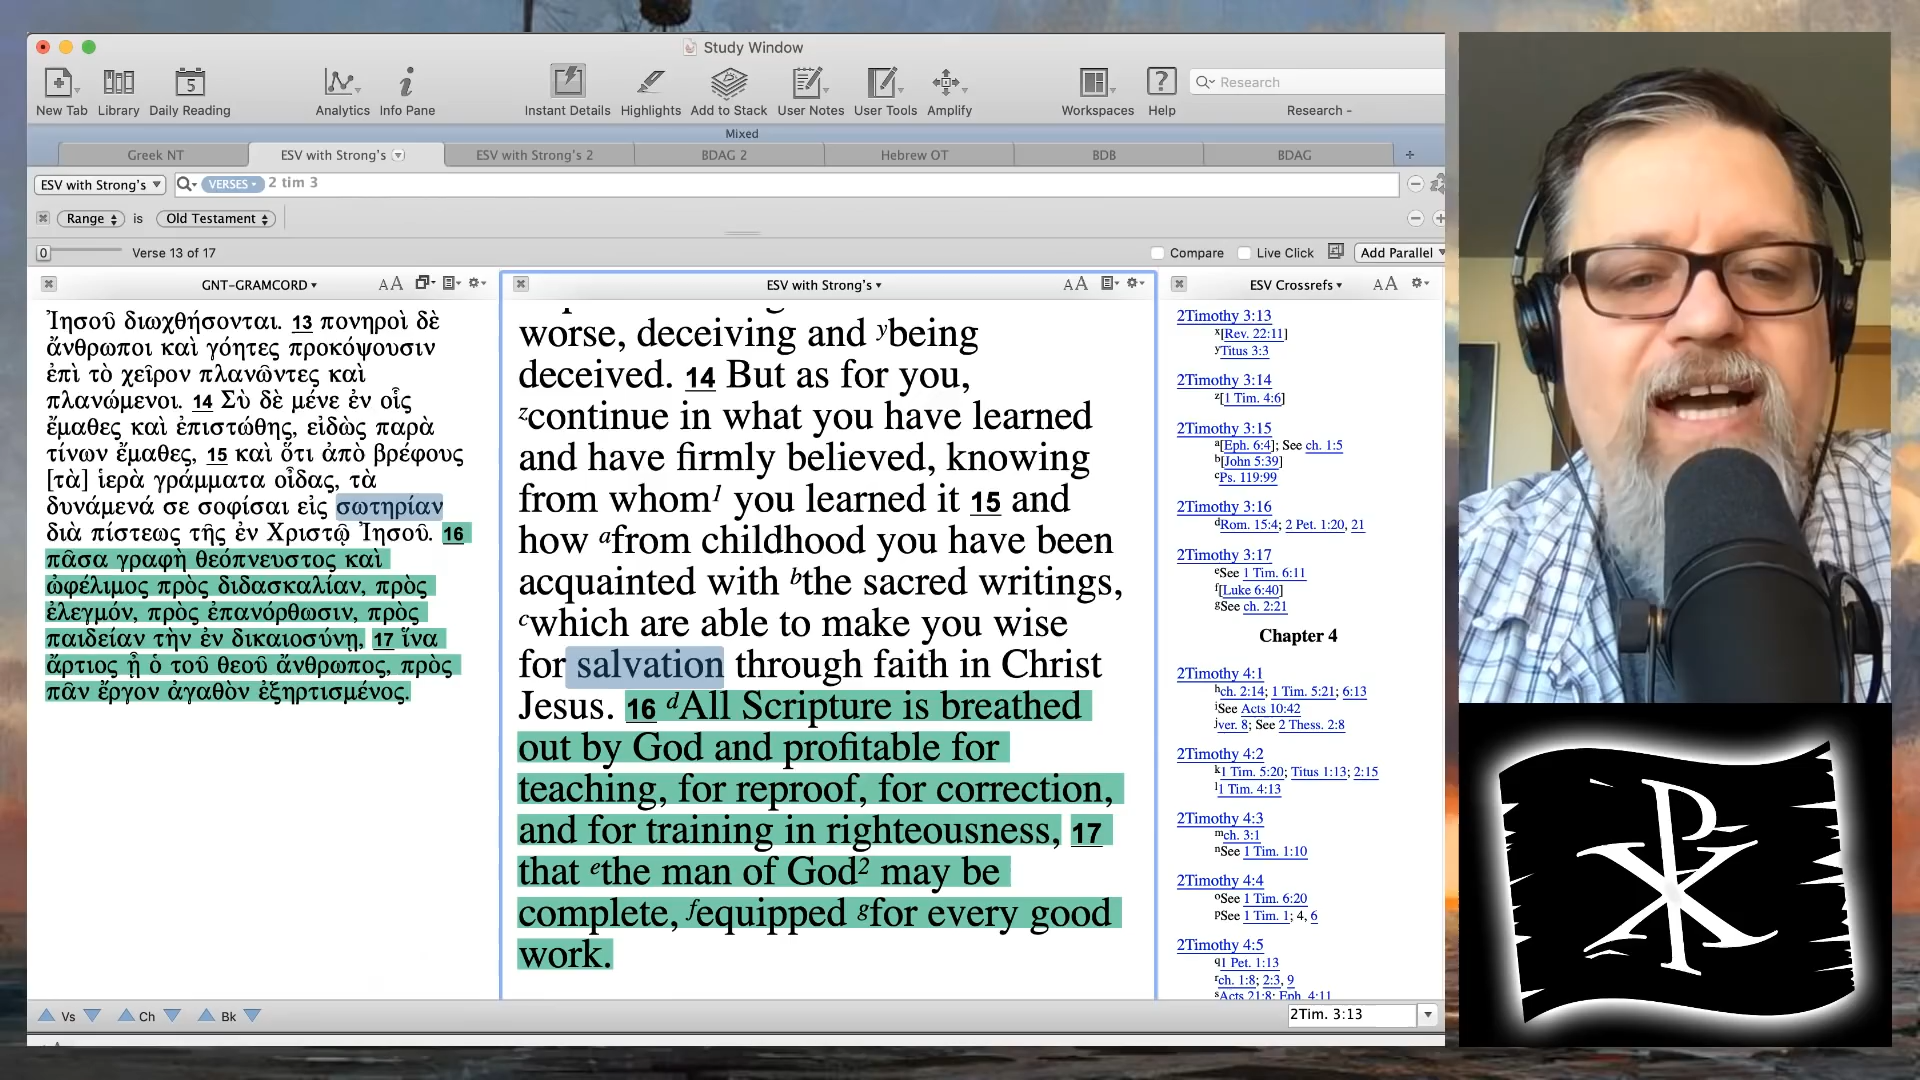 Study Window
New Tab
Library
Daily Reading
Analytics
Info Pane
Instant Details
Highlights
Add to Stack
User Notes
User Tools
Amplify
Workspaces
Help
Research
Research -
5
Mixed
Greek NT
ESV with Strong's
ESV with Strong's 2
BDAG 2
Hebrew OT
BDB
BDAG
+
ESV with Strong's
VERSES
2 tim 3
Range
is
Old Testament
0
Verse 13 of 17
Compare
Live Click
Add Parallel
GNT-GRAMCORD
AA
Ἰησοῦ διωχθήσονται. 13 πονηροὶ δὲ
ἄνθρωποι καὶ γόητες προκόψουσιν
ἐπὶ τὸ χεῖρον πλανῶντες καὶ
πλανώμενοι. 14 Σὺ δὲ μένε ἐν οἷς
ἔμαθες καὶ ἐπιστώθης, εἰδὼς παρὰ
τίνων ἔμαθες, 15 καὶ ὅτι ἀπὸ βρέφους
[τὰ] ἱερὰ γράμματα οἶδας, τὰ
δυνάμενά σε σοφίσαι εἰς σωτηρίαν
διὰ πίστεως τῆς ἐν Χριστῷ Ἰησοῦ. 16
πᾶσα γραφὴ θεόπνευστος καὶ
ὠφέλιμος πρὸς διδασκαλίαν, πρὸς
ἐλεγμόν, πρὸς ἐπανόρθωσιν, πρὸς
παιδείαν τὴν ἐν δικαιοσύνῃ, 17 ἵνα
ἄρτιος ᾖ ὁ τοῦ θεοῦ ἄνθρωπος, πρὸς
πᾶν ἔργον ἀγαθὸν ἐξηρτισμένος.
ESV with Strong's
AA
worse, deceiving and ybeing
deceived. 14 But as for you,
zcontinue in what you have learned
and have firmly believed, knowing
from whom1 you learned it 15 and
how afrom childhood you have been
acquainted with bthe sacred writings,
cwhich are able to make you wise
for salvation through faith in Christ
Jesus. 16 dAll Scripture is breathed
out by God and profitable for
teaching, for reproof, for correction,
and for training in righteousness, 17
that ethe man of God2 may be
complete, fequipped gfor every good
work.
ESV Crossrefs
AA
2Timothy 3:13
x[Rev. 22:11]
yTitus 3:3
2Timothy 3:14
z[1 Tim. 4:6]
2Timothy 3:15
a[Eph. 6:4]; See ch. 1:5
b[John 5:39]
cPs. 119:99
2Timothy 3:16
dRom. 15:4; 2 Pet. 1:20, 21
2Timothy 3:17
eSee 1 Tim. 6:11
f[Luke 6:40]
gSee ch. 2:21
Chapter 4
2Timothy 4:1
hch. 2:14; 1 Tim. 5:21; 6:13
iSee Acts 10:42
jver. 8; See 2 Thess. 2:8
2Timothy 4:2
k1 Tim. 5:20; Titus 1:13; 2:15
l1 Tim. 4:13
2Timothy 4:3
mch. 3:1
nSee 1 Tim. 1:10
2Timothy 4:4
oSee 1 Tim. 6:20
pSee 1 Tim. 1; 4, 6
2Timothy 4:5
q1 Pet. 1:13
rch. 1:8; 2:3, 9
sActs 21:8; Eph. 4:11
Vs
Ch
Bk
2Tim. 3:13